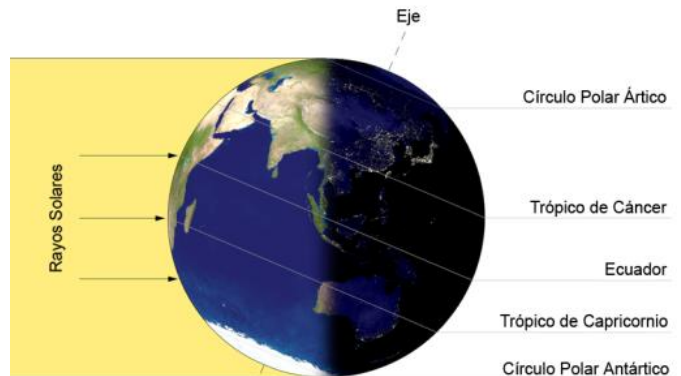 Eje
Círculo Polar Ártico
Rayos Solares
Trópico de Cáncer
Ecuador
Trópico de Capricornio
Círculo Polar Antártico